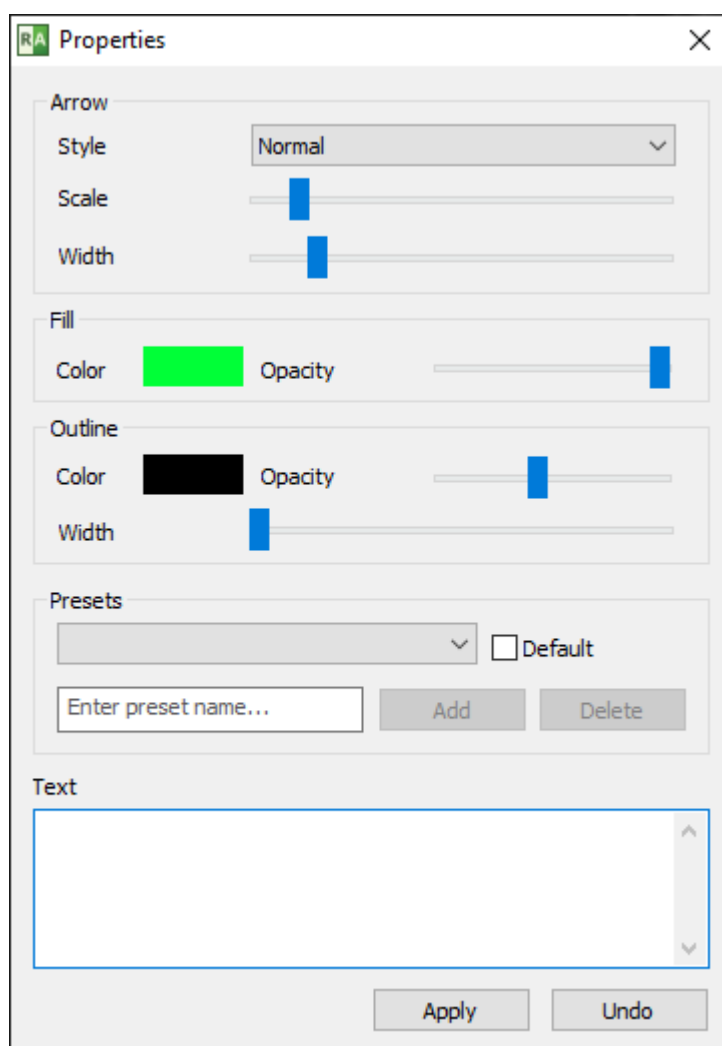 RA Properties
Arrow
Style Normal
Scale
Width
Fill
Color Opacity
Outline
Color Opacity
Width
Presets
Default
Enter preset name... Add Delete
Text
Apply Undo